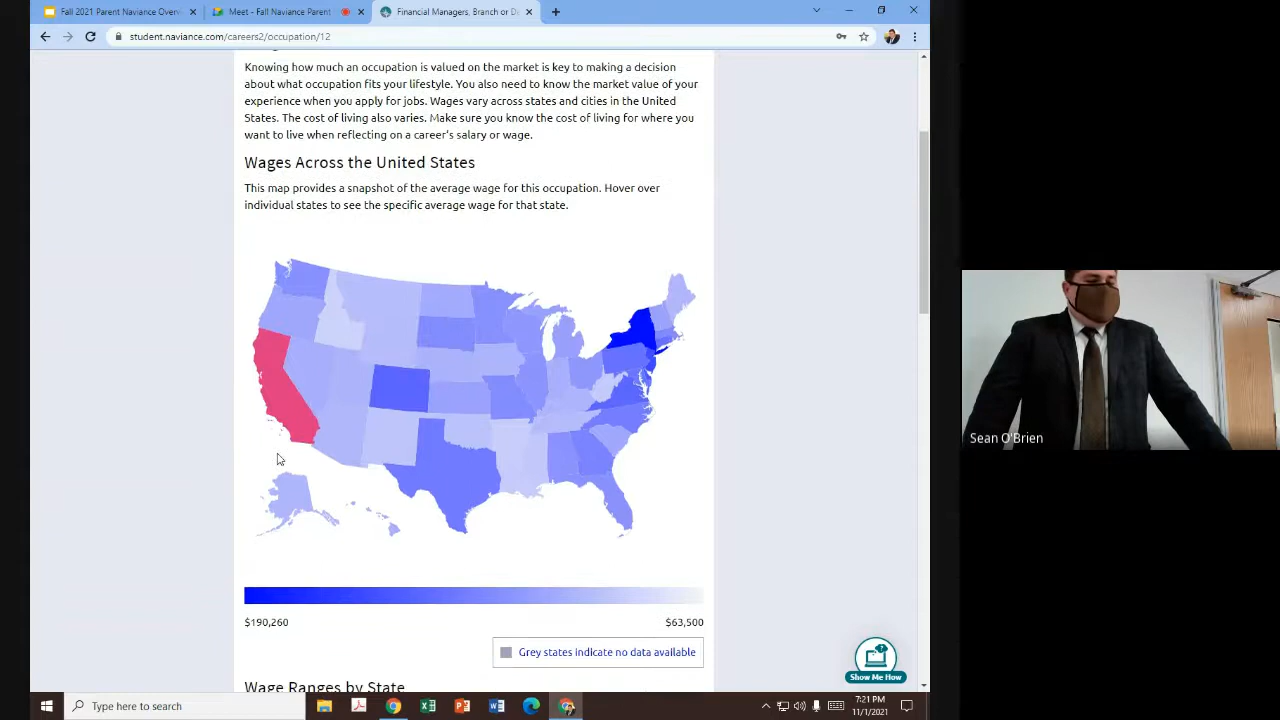 Fall 2021 Parent Naviance Overv
Meet - Fall Naviance Parent
Financial Managers, Branch or De
student.naviance.com/careers2/occupation/12
Knowing how much an occupation is valued on the market is key to making a decision
about what occupation fits your lifestyle. You also need to know the market value of your
experience when you apply for jobs. Wages vary across states and cities in the United
States. The cost of living also varies. Make sure you know the cost of living for where you
want to live when reflecting on a career's salary or wage.
Wages Across the United States
This map provides a snapshot of the average wage for this occupation. Hover over
individual states to see the specific average wage for that state.
Sean O'Brien
$190,260
$63,500
Grey states indicate no data available
Show Me How
Wage Ranges by State
Type here to search
7:21 PM
11/1/2021